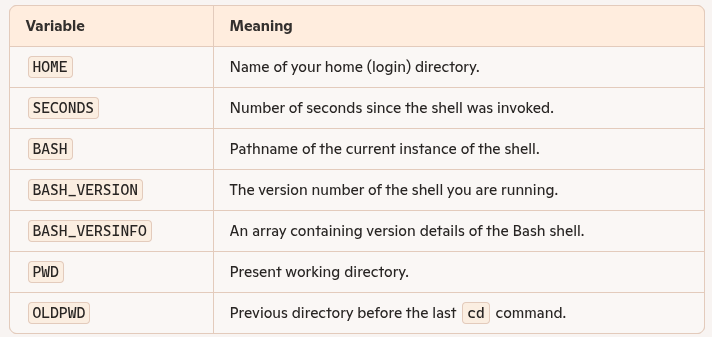 Variable Meaning
HOME Name of your home (login) directory.
SECONDS Number of seconds since the shell was invoked.
BASH Pathname of the current instance of the shell.
BASH_VERSION The version number of the shell you are running.
BASH_VERSINFO An array containing version details of the Bash shell.
PWD Present working directory.
OLDPWD Previous directory before the last cd command.